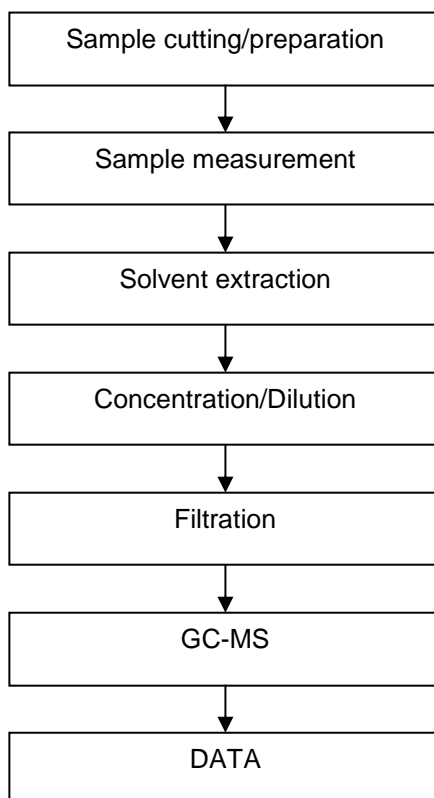 Sample cutting/preparation
Sample measurement
Solvent extraction
Concentration/Dilution
Filtration
GC-MS
DATA